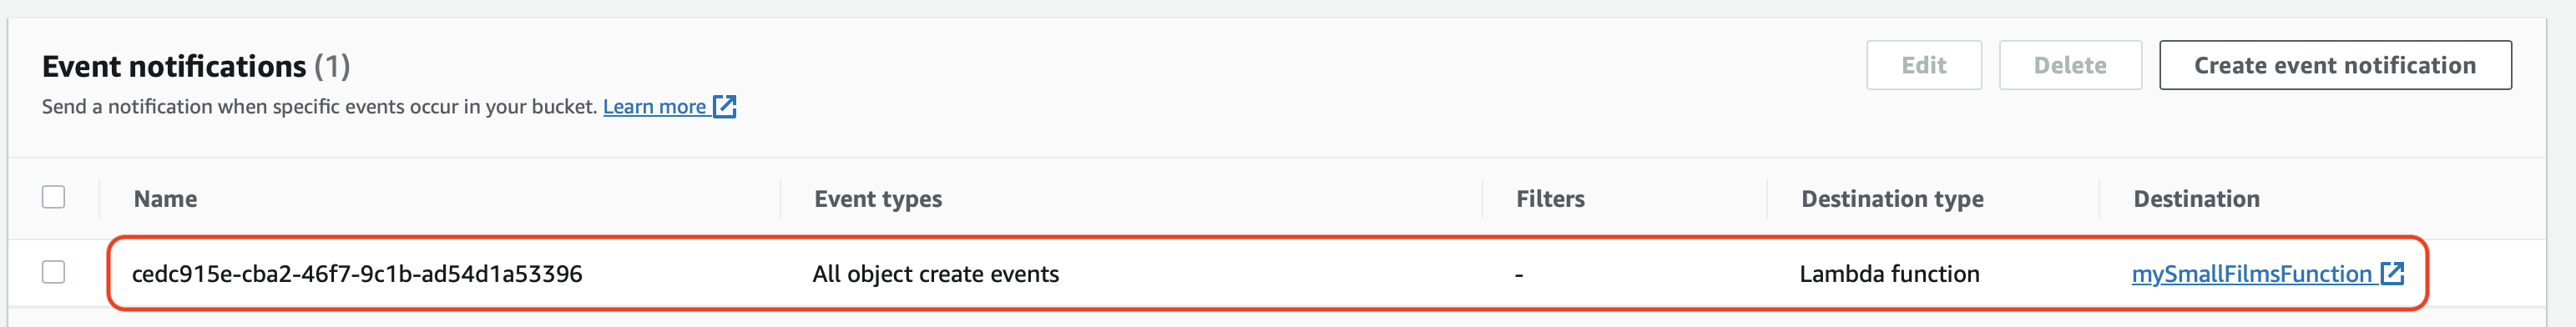 Event notifications (1)
Edit
Delete
Create event notification
Send a notification when specific events occur in your bucket. Learn more
Name
Event types
Filters
Destination type
Destination
cedc915e-cba2-46f7-9c1b-ad54d1a53396
All object create events
-
Lambda function
mySmallFilmsFunction